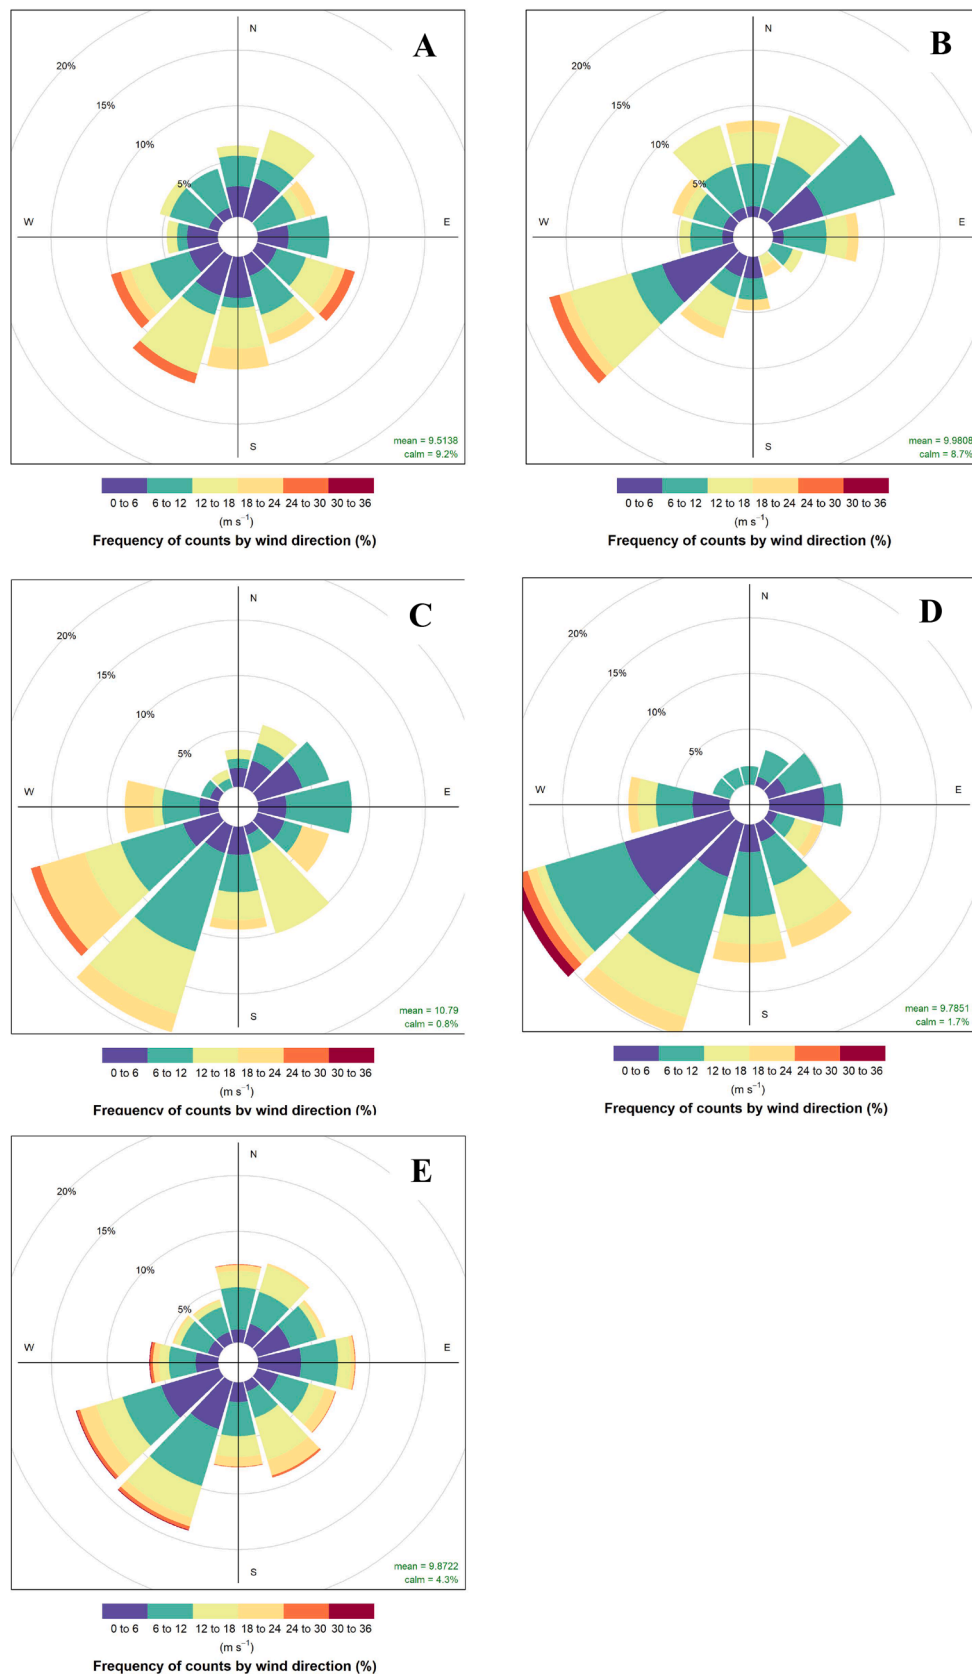 A
N
20%
15%
10%
5%
W
E
S
mean = 9.5138
calm = 9.2%
0 to 6 6 to 12 12 to 18 18 to 24 24 to 30 30 to 36
(m s⁻¹)
Frequency of counts by wind direction (%)
B
N
20%
15%
10%
5%
W
E
S
mean = 9.9808
calm = 8.7%
0 to 6 6 to 12 12 to 18 18 to 24 24 to 30 30 to 36
(m s⁻¹)
Frequency of counts by wind direction (%)
C
N
20%
15%
10%
5%
W
E
S
mean = 10.79
calm = 0.8%
0 to 6 6 to 12 12 to 18 18 to 24 24 to 30 30 to 36
(m s⁻¹)
Frequency of counts by wind direction (%)
D
N
20%
15%
10%
5%
W
E
S
mean = 9.7851
calm = 1.7%
0 to 6 6 to 12 12 to 18 18 to 24 24 to 30 30 to 36
(m s⁻¹)
Frequency of counts by wind direction (%)
E
N
20%
15%
10%
5%
W
E
S
mean = 9.8722
calm = 4.3%
0 to 6 6 to 12 12 to 18 18 to 24 24 to 30 30 to 36
(m s⁻¹)
Frequency of counts by wind direction (%)